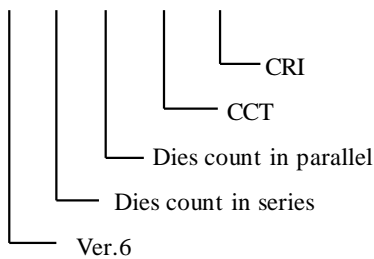 CRI
CCT
Dies count in parallel
Dies count in series
Ver.6